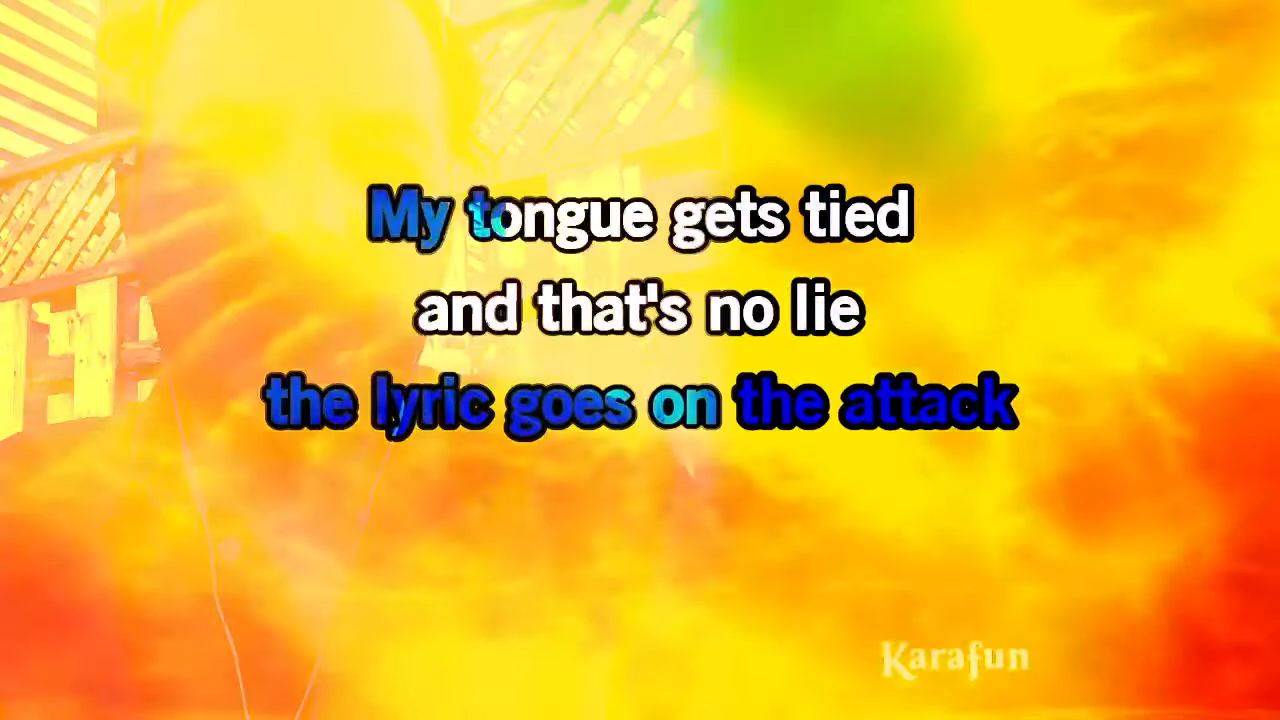 My tongue gets tied
and that's no lie
the lyric goes on the attack
Karafun